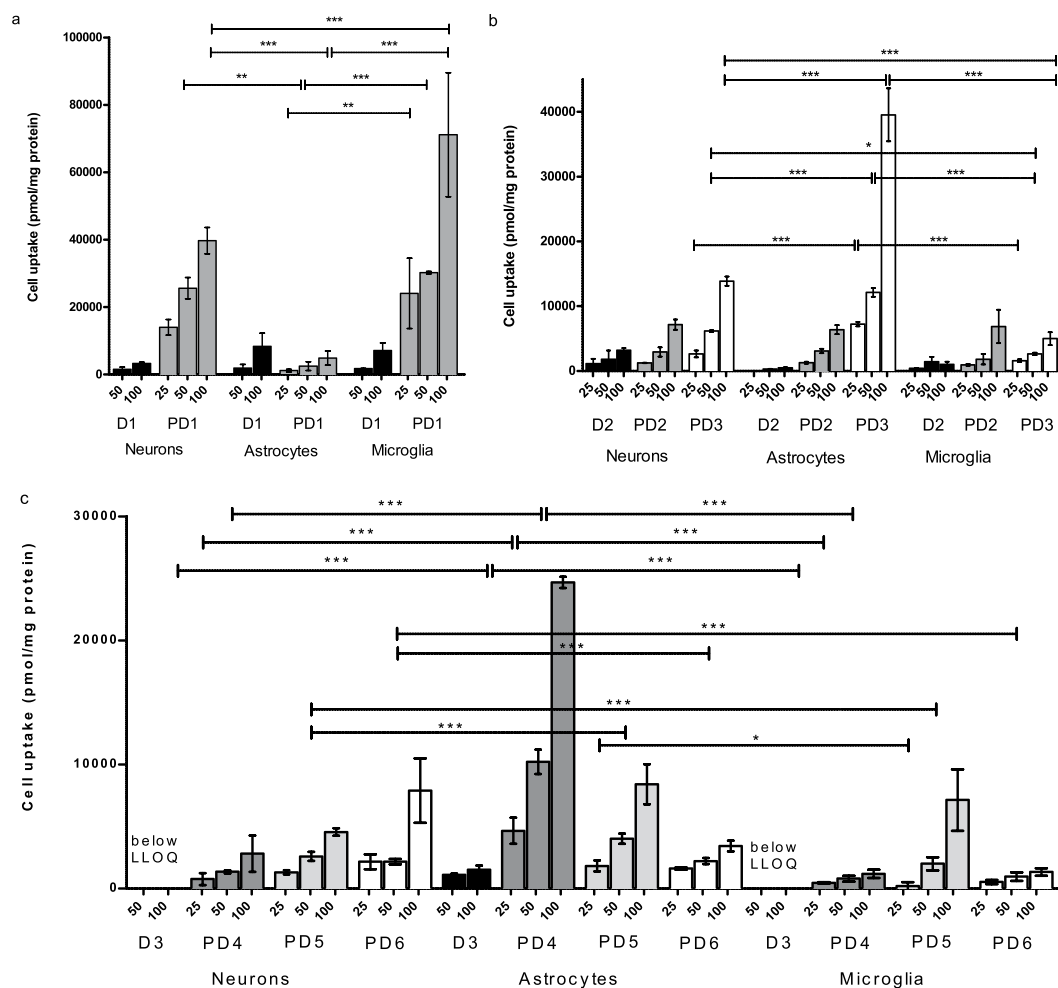 a
***
***
***
**
***
**
100000
80000
60000
40000
20000
0
Cell uptake (pmol/mg protein)
50 100 25 50 100 50 100 25 50 100 50 100 25 50 100
D1 PD1 D1 PD1 D1 PD1
Neurons Astrocytes Microglia
b
***
***
***
*
***
***
***
***
40000
30000
20000
10000
0
Cell uptake (pmol/mg protein)
25 50 100 25 50 100 25 50 100 25 50 100 25 50 100 25 50 100 25 50 100 25 50 100 25 50 100
D2 PD2 PD3 D2 PD2 PD3 D2 PD2 PD3
Neurons Astrocytes Microglia
c
***
***
***
***
***
***
***
***
***
***
*
30000
20000
10000
0
Cell uptake (pmol/mg protein)
below
LLOQ
below
LLOQ
50 100 25 50 100 25 50 100 25 50 100 50 100 25 50 100 25 50 100 25 50 100 50 100 25 50 100 25 50 100 25 50 100
D3 PD4 PD5 PD6 D3 PD4 PD5 PD6 D3 PD4 PD5 PD6
Neurons Astrocytes Microglia